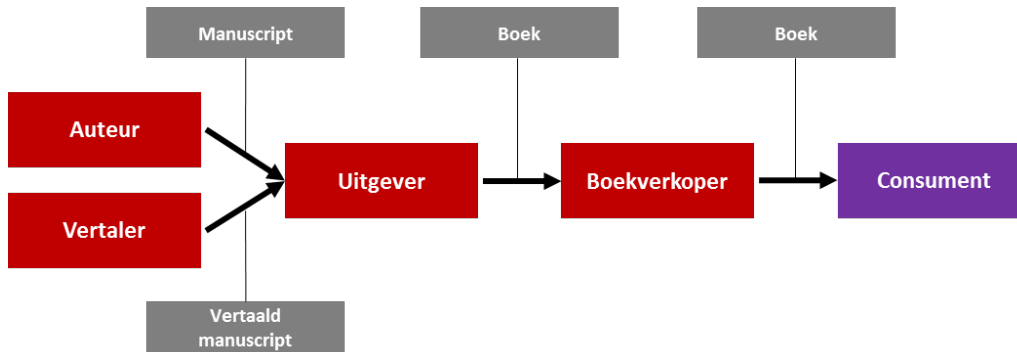 Manuscript
Boek
Boek
Auteur
Uitgever
Boekverkoper
Consument
Vertaler
Vertaald
manuscript